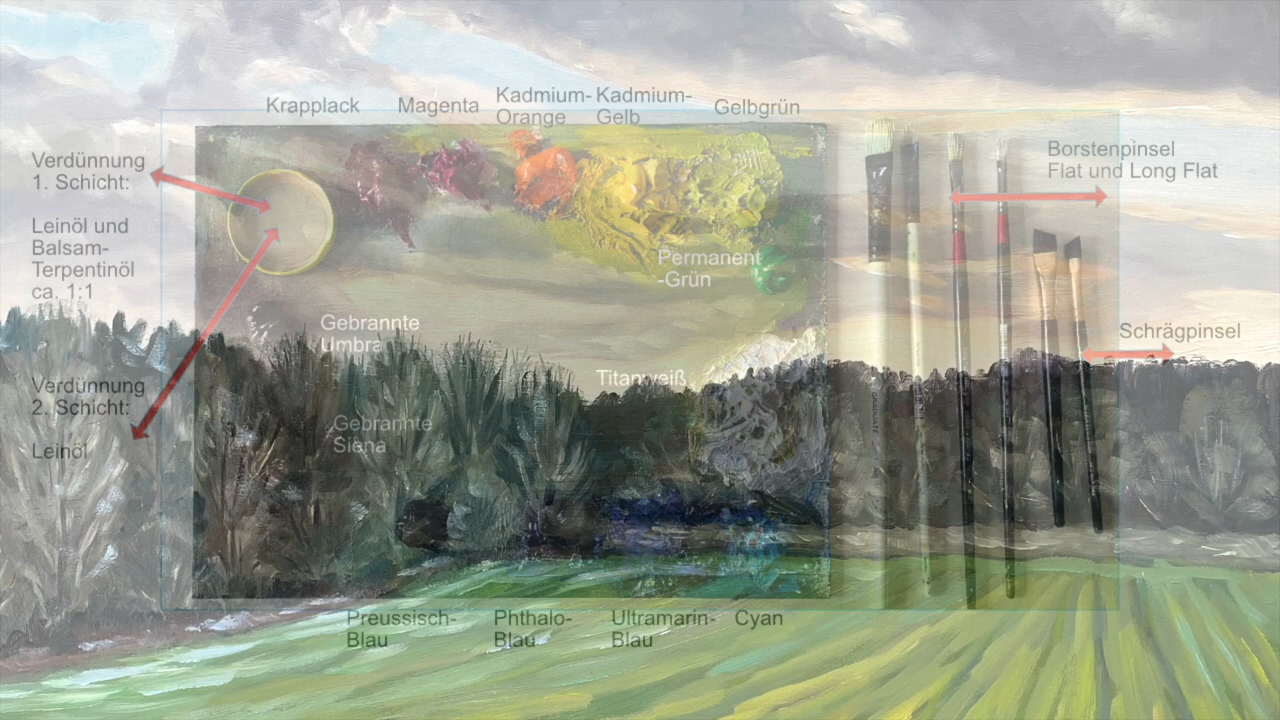 Krapplack
Magenta
Kadmium-
Orange
Kadmium-
Gelb
Gelbgrün
Verdünnung
1. Schicht:
Leinöl und
Balsam-
Terpentinöl
ca. 1:1
Verdünnung
2. Schicht:
Leinöl
Borstenpinsel
Flat und Long Flat
Permanent
-Grün
Gebrannte
Umbra
Schrägpinsel
Titanweiß
Gebrannte
Siena
Preussisch-
Blau
Phthalo-
Blau
Ultramarin-
Blau
Cyan